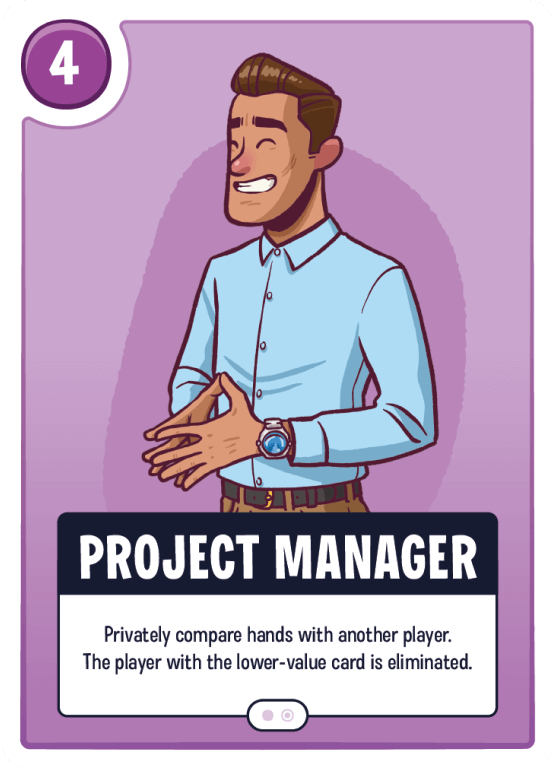 4
PROJECT MANAGER
Privately compare hands with another player.
The player with the lower-value card is eliminated.